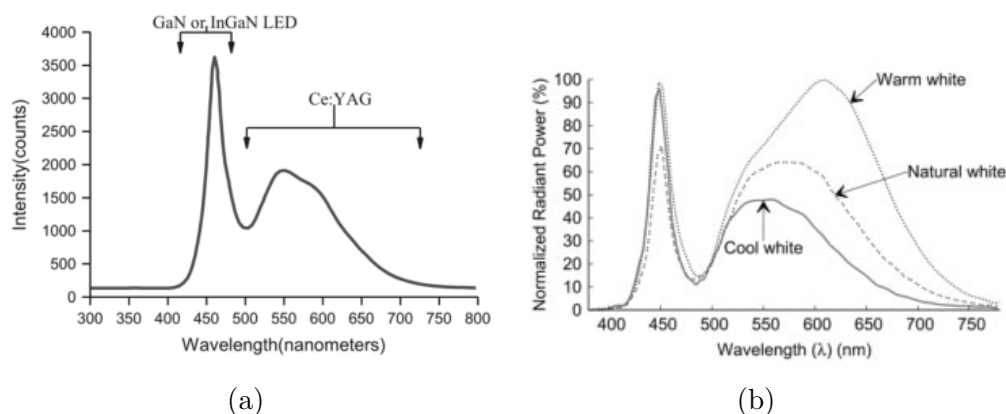 GaN or InGaN LED
Ce:YAG
Intensity(counts)
4000
3500
3000
2500
2000
1500
1000
500
0
300 350 400 450 500 550 600 650 700 750 800
Wavelength(nanometers)
(a)
Normalized Radiant Power (%)
100
90
80
70
60
50
40
30
20
10
0
Warm white
Natural white
Cool white
400 450 500 550 600 650 700 750
Wavelength (λ) (nm)
(b)